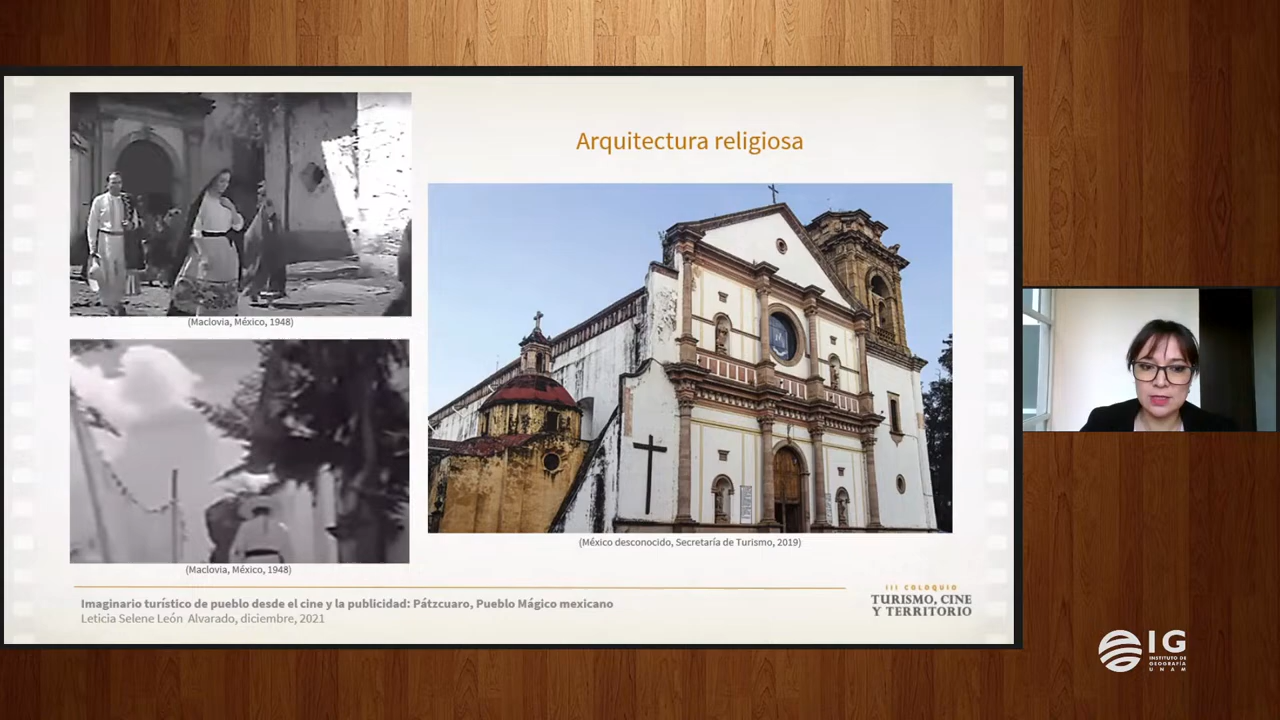 Arquitectura religiosa
(Maclovia, México, 1948)
(México desconocido, Secretaría de Turismo, 2019)
(Maclovia, México, 1948)
Imaginario turístico de pueblo desde el cine y la publicidad: Pátzcuaro, Pueblo Mágico mexicano
Leticia Selene León Alvarado, diciembre, 2021
III COLOQUIO
TURISMO, CINE
Y TERRITORIO
IG
INSTITUTO DE
GEOGRAFÍA
UNAM